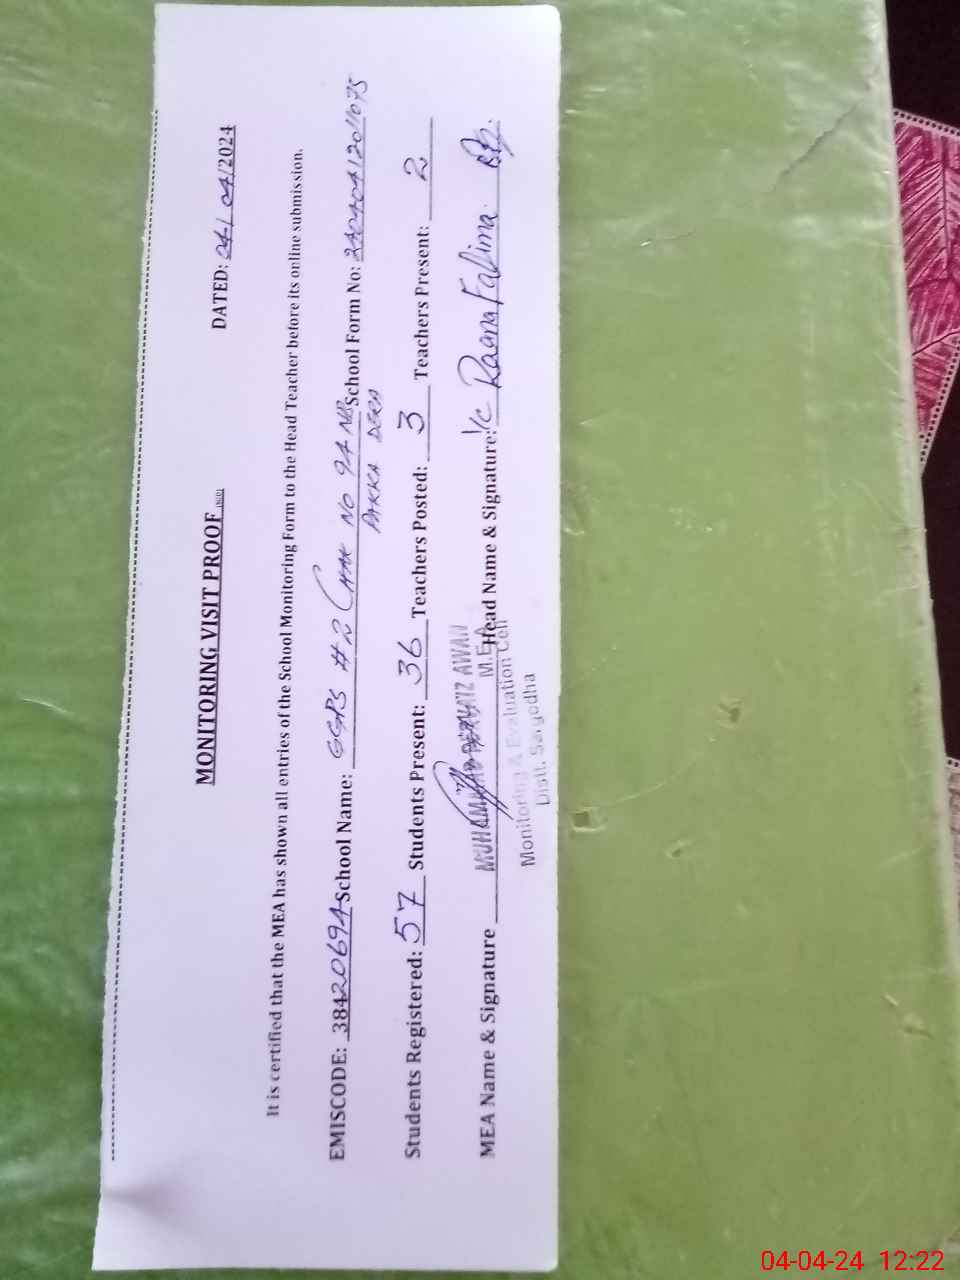 MONITORING VISIT PROOF
DATED: 04/04/2024
It is certified that the MEA has shown all entries of the School Monitoring Form to the Head Teacher before its online submission.
EMISCODE: 38420694 School Name: GGPS #2 CHAK NO 94 NB School Form No:
PAKKA DERA
Students Registered: 57 Students Present: 36 Teachers Posted: 3 Teachers Present: 2
MEA Name & Signature Head Name & Signature: I/C Raana Fatima
MUHAMMAD AWAN
M.E.A
Monitoring & Evaluation Cell
Distt. Sargodha
04-04-24 12:22